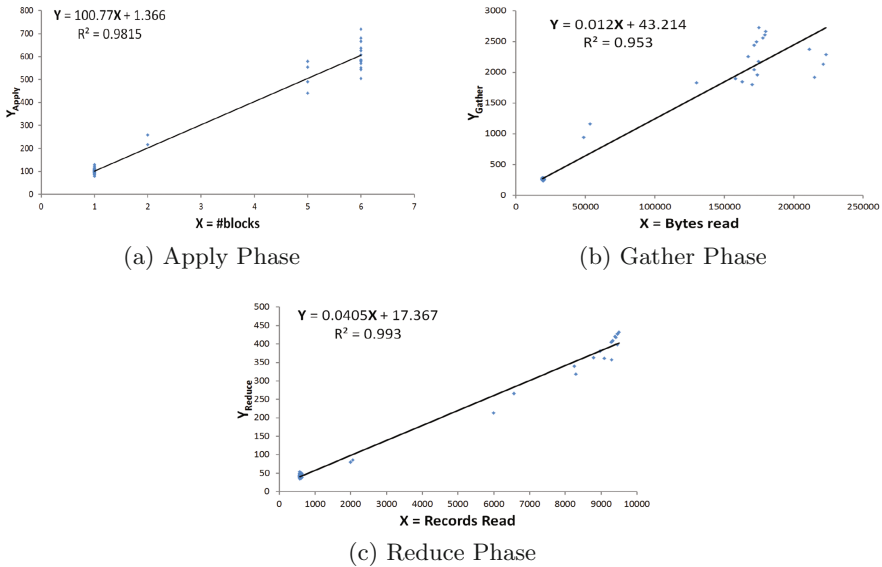 Y = 100.77X + 1.366
R² = 0.9815
800
700
600
500
400
300
200
100
0
Y_Apply
0 1 2 3 4 5 6 7
X = #blocks
(a) Apply Phase
Y = 0.012X + 43.214
R² = 0.953
3000
2500
2000
1500
1000
500
0
Y_Gather
0 50000 100000 150000 200000 250000
X = Bytes read
(b) Gather Phase
Y = 0.0405X + 17.367
R² = 0.993
500
450
400
350
300
250
200
150
100
50
0
Y_Reduce
0 1000 2000 3000 4000 5000 6000 7000 8000 9000 10000
X = Records Read
(c) Reduce Phase